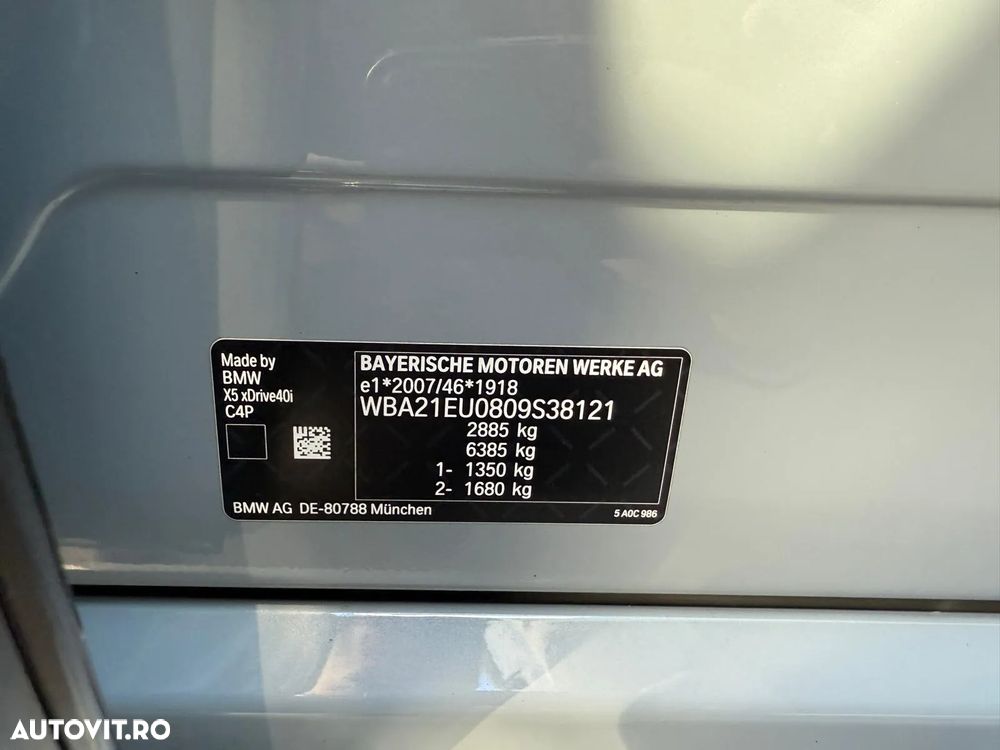 Made by
BMW
X5 xDrive40i
C4P
BAYERISCHE MOTOREN WERKE AG
e1*2007/46*1918
WBA21EU0809S38121
2885 kg
6385 kg
1- 1350 kg
2- 1680 kg
BMW AG DE-80788 München
5 A0C 986
AUTOVIT.RO